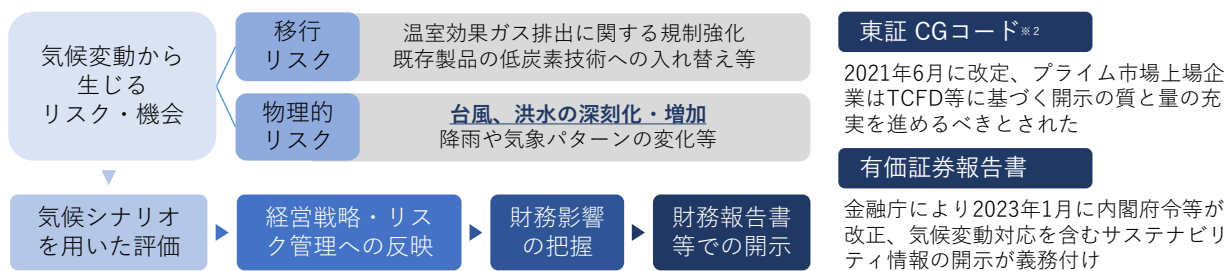 気候変動から
生じる
リスク・機会
移行
リスク
温室効果ガス排出に関する規制強化
既存製品の低炭素技術への入れ替え等
物理的
リスク
台風、洪水の深刻化・増加
降雨や気象パターンの変化等
気候シナリオ
を用いた評価
経営戦略・リス
ク管理への反映
財務影響
の把握
財務報告書
等での開示
東証 CGコード※2
2021年6月に改定、プライム市場上場企
業はTCFD等に基づく開示の質と量の充
実を進めるべきとされた
有価証券報告書
金融庁により2023年1月に内閣府令等が
改正、気候変動対応を含むサステナビリ
ティ情報の開示が義務付け